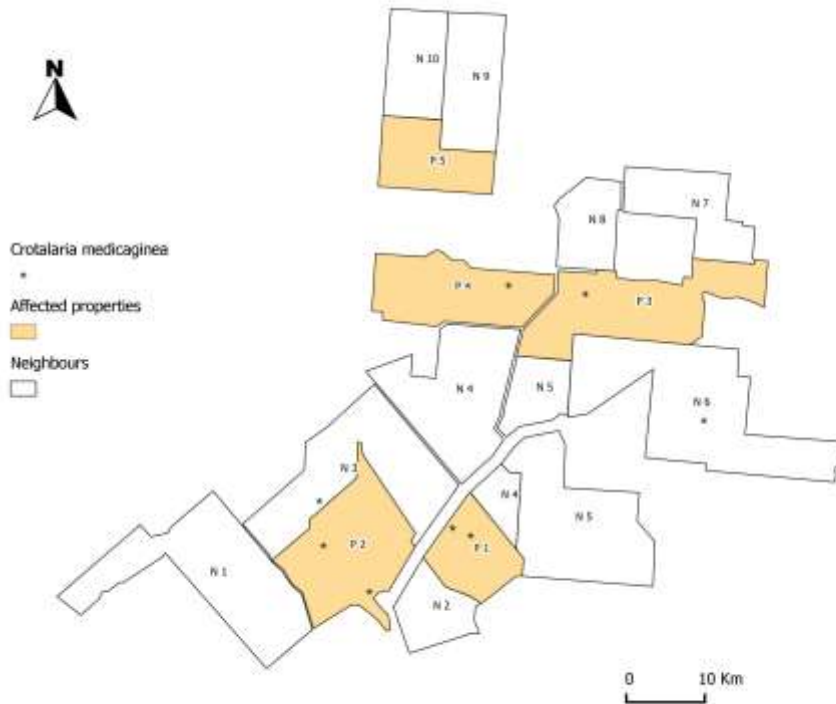 N 10
N 9
N
P 5
N 7
N 8
Crotalaria medicaginea
P 4
P 3
Affected properties
Neighbours
N 4
N 5
N 6
N 3
N 4
N 5
P 2
P 1
N 1
N 2
0 10 Km